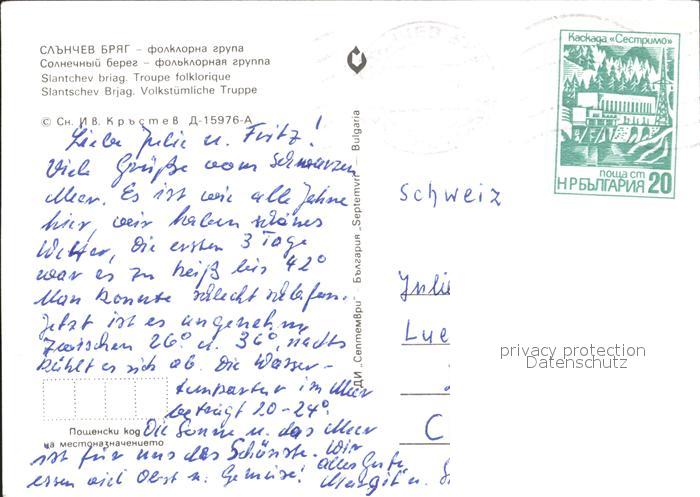 СЛЪНЧЕВ БРЯГ – фолклорна група
Солнечный берег – фольклорная группа
Slantchev briag. Troupe folklorique
Slantschev Brjag. Volkstümliche Truppe
© Сн. Ив. Кръстев Д-15976-А
Liebe Julie u. Fritz!
Viele Grüße vom Schwarzen
Meer. Es ist wie alle Jahre
hier, wir haben schönes
Wetter, die ersten 3 Tage
war es zu heiß bis 42°
Man konnte schlecht schlafen.
Jetzt ist es angenehm
zwischen 26° u. 36°, nachts
kühlt es sich ab. Die Wasser-
temperatur im Meer
beträgt 20-24°.
Die Sonne u. das Meer
ist für uns das Schönste. Wir
essen viel Obst u. Gemüse!
alles Gute
Margit u.
Пощенски код
на местоназначението
ДИ „Септември" – България „Septemvri" – Bulgaria
Каскада «Сестримо»
поща ст
НРБЪЛГАРИЯ 20
Schweiz
Julie
Lue
C
privacy protection
Datenschutz